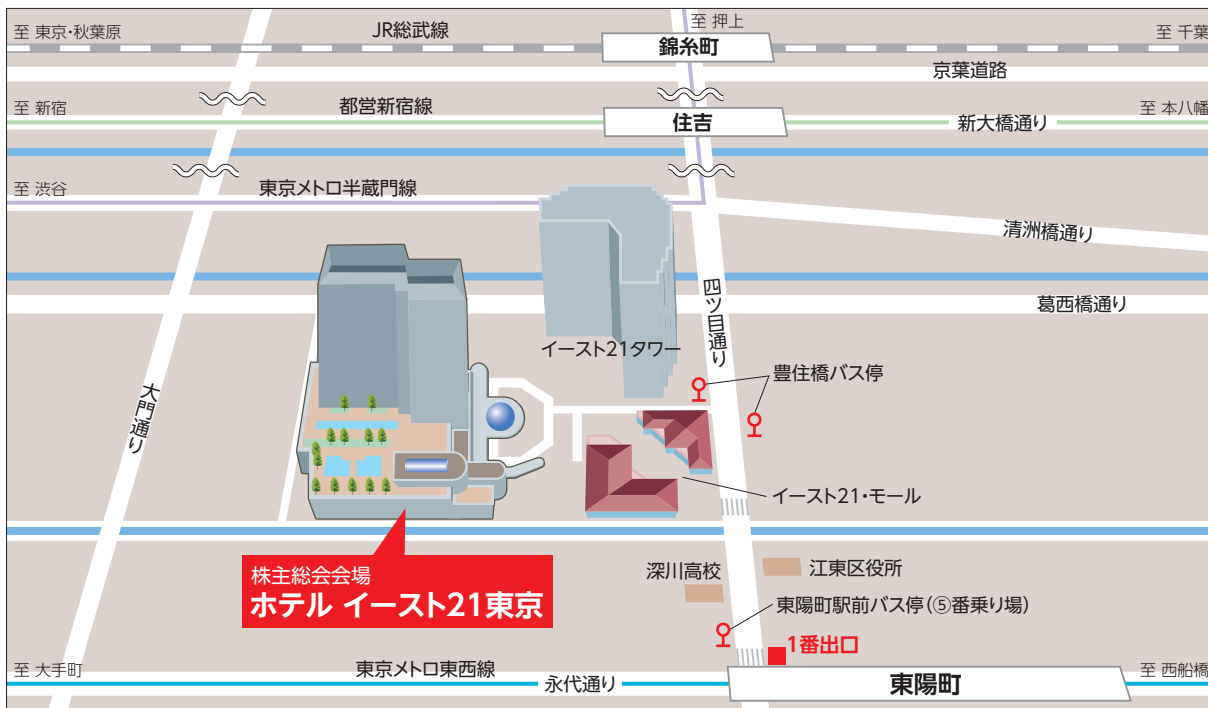 至 押上
至 東京・秋葉原
JR総武線
錦糸町
至 千葉
京葉道路
至 新宿
都営新宿線
住吉
新大橋通り
至 本八幡
至 渋谷
東京メトロ半蔵門線
清洲橋通り
四ツ目通り
葛西橋通り
イースト21タワー
豊住橋バス停
大門通り
イースト21・モール
株主総会会場
ホテル イースト21東京
深川高校
江東区役所
東陽町駅前バス停(⑤番乗り場)
1番出口
至 大手町
東京メトロ東西線
永代通り
東陽町
至 西船橋